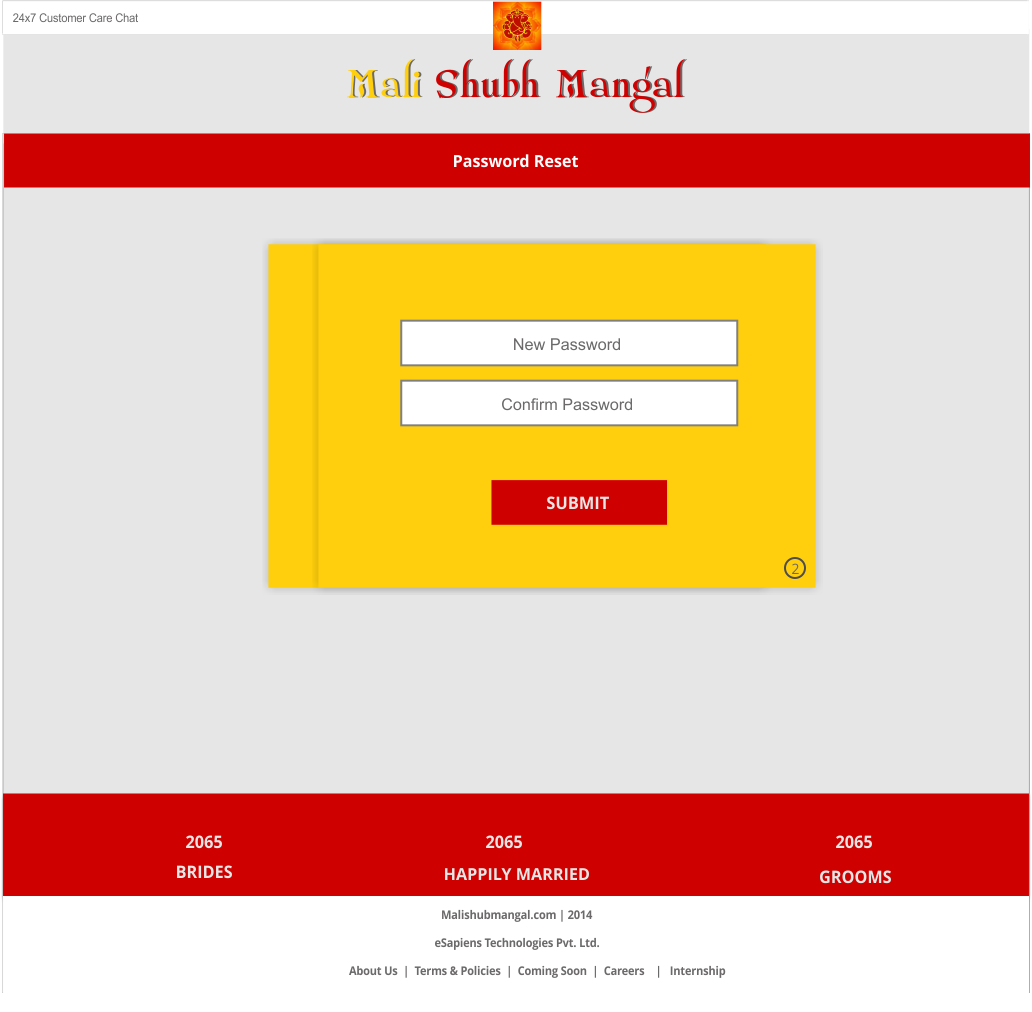 24x7 Customer Care Chat
Mali Shubh Mangal
Password Reset
New Password
Confirm Password
SUBMIT
2
2065 2065 2065
BRIDES HAPPILY MARRIED GROOMS
Malishubmangal.com | 2014
eSapiens Technologies Pvt. Ltd.
About Us | Terms & Policies | Coming Soon | Careers | Internship